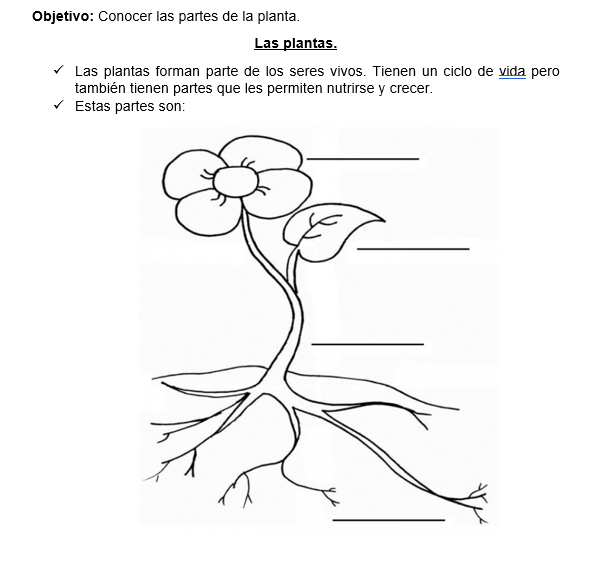 Objetivo: Conocer las partes de la planta.
Las plantas.
✓ Las plantas forman parte de los seres vivos. Tienen un ciclo de vida pero
también tienen partes que les permiten nutrirse y crecer.
✓ Estas partes son: